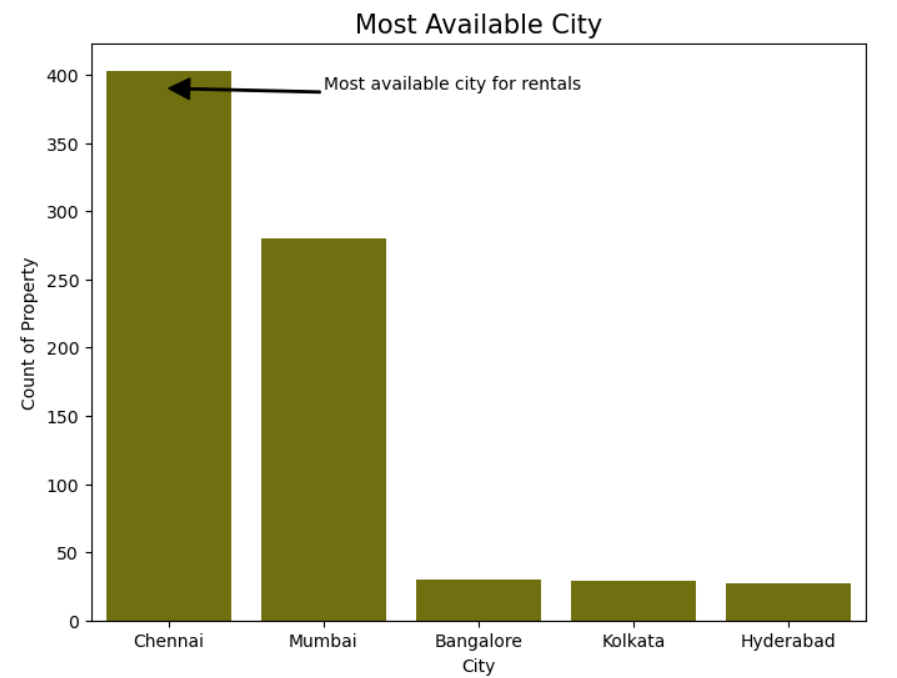 Most Available City
Most available city for rentals
400
350
300
250
200
150
100
50
0
Count of Property
Chennai
Mumbai
Bangalore
Kolkata
Hyderabad
City